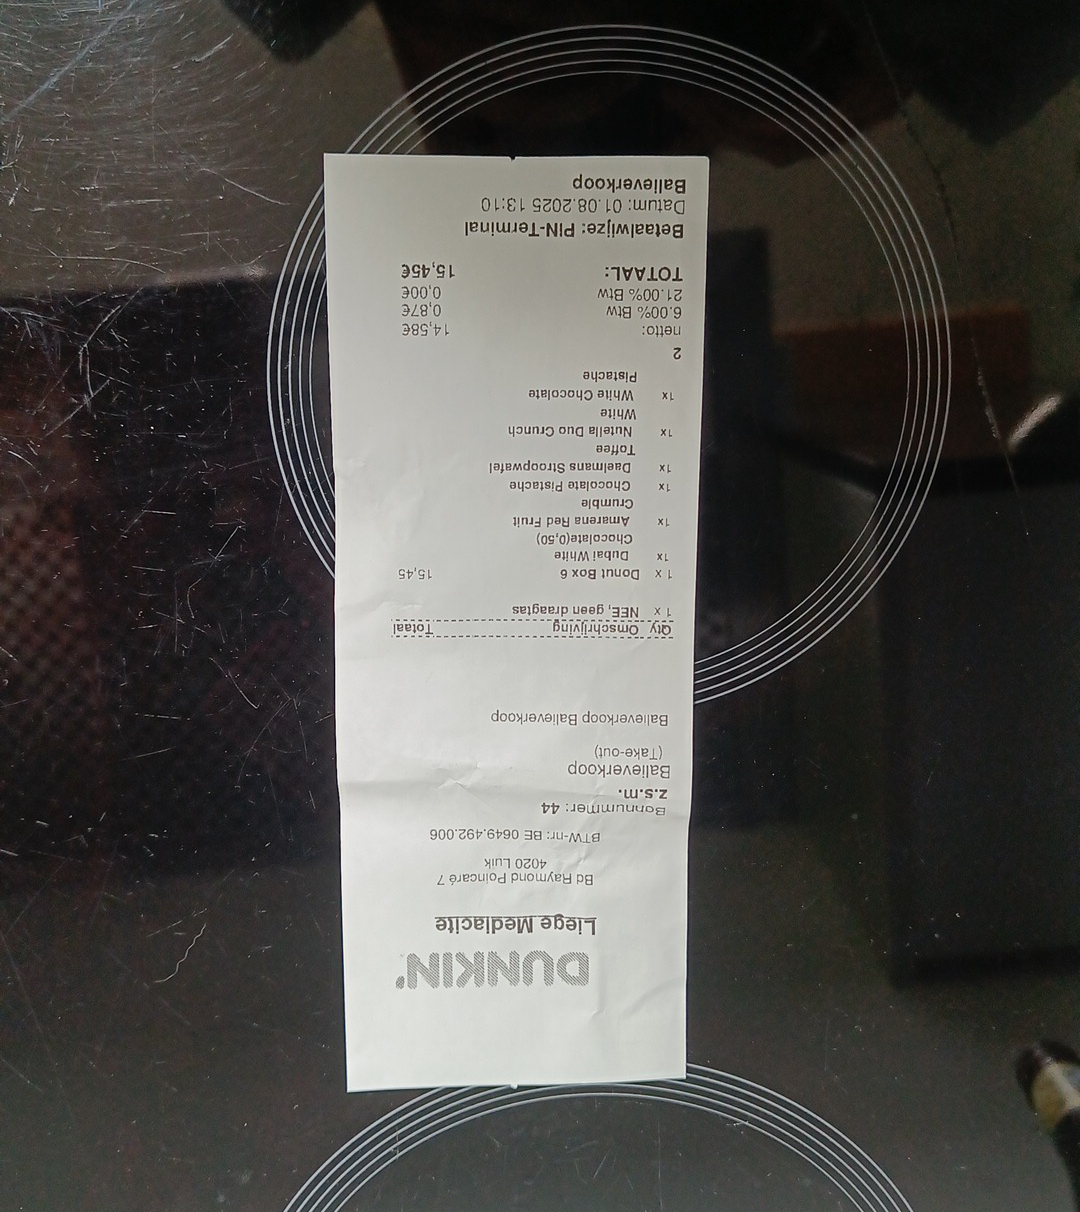 DUNKIN'
Liege Mediacite
Bd Raymond Poincaré 7
4020 Luik
BTW-nr: BE 0649.492.006
Bonnummer: 44
z.s.m.
Balieverkoop
(Take-out)
Balieverkoop Balieverkoop
Qty Omschrijving Totaal
1 x NEE, geen draagtas
1 x Donut Box 6 15,45
1x Dubai White
Chocolate(0,50)
1x Amarena Red Fruit
Crumble
1x Chocolate Pistache
1x Daelmans Stroopwafel
Toffee
1x Nutella Duo Crunch
White
1x White Chocolate
Pistache
2
netto: 14,58€
6.00% Btw 0,87€
21.00% Btw 0,00€
TOTAAL: 15,45€
Betaalwijze: PIN-Terminal
Datum: 01.08.2025 13:10
Balieverkoop